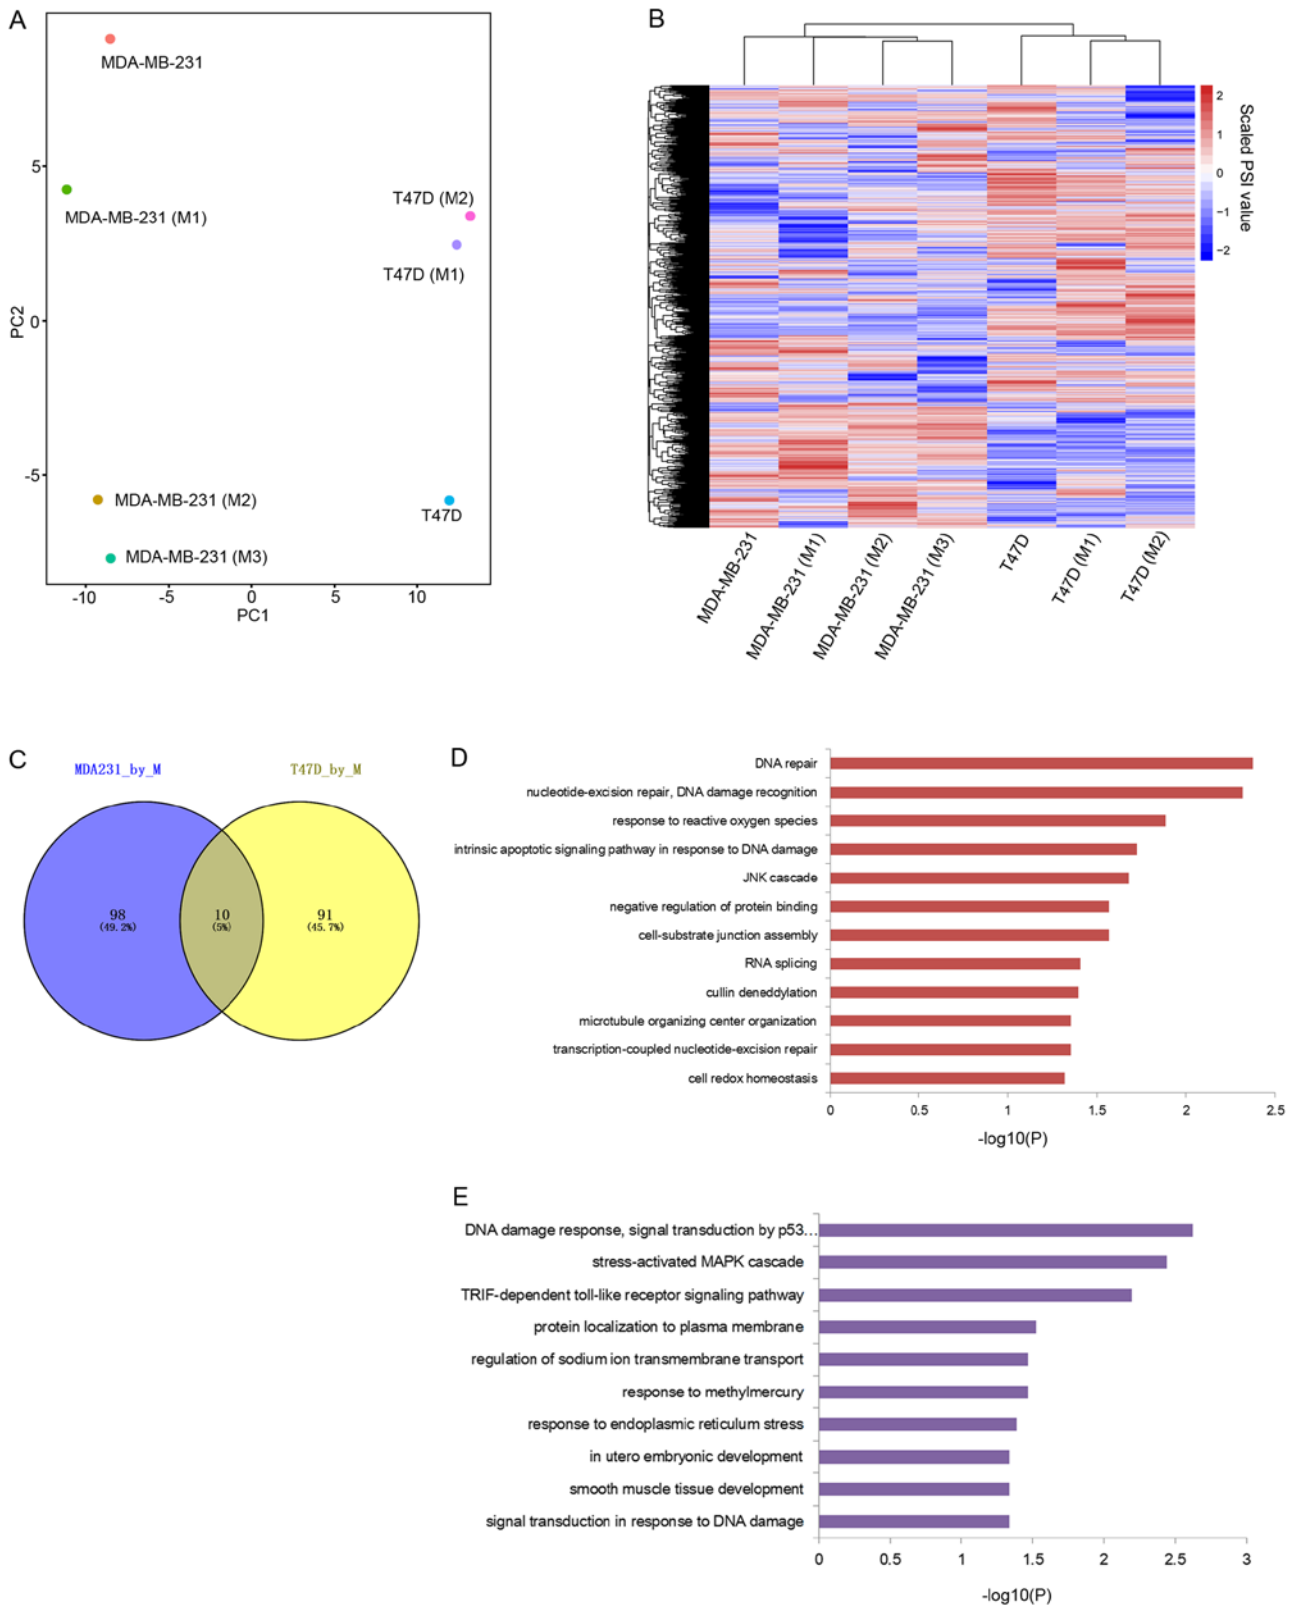 A
MDA-MB-231
MDA-MB-231 (M1)
T47D (M2)
T47D (M1)
MDA-MB-231 (M2)
T47D
MDA-MB-231 (M3)
5
0
-5
PC2
-10
-5
0
5
10
PC1
B
2
1
0
−1
−2
Scaled PSI value
MDA-MB-231
MDA-MB-231 (M1)
MDA-MB-231 (M2)
MDA-MB-231 (M3)
T47D
T47D (M1)
T47D (M2)
C
MDA231_by_M
T47D_by_M
98
(49.2%)
10
(5%)
91
(45.7%)
D
DNA repair
nucleotide-excision repair, DNA damage recognition
response to reactive oxygen species
intrinsic apoptotic signaling pathway in response to DNA damage
JNK cascade
negative regulation of protein binding
cell-substrate junction assembly
RNA splicing
cullin deneddylation
microtubule organizing center organization
transcription-coupled nucleotide-excision repair
cell redox homeostasis
0
0.5
1
1.5
2
2.5
-log10(P)
E
DNA damage response, signal transduction by p53…
stress-activated MAPK cascade
TRIF-dependent toll-like receptor signaling pathway
protein localization to plasma membrane
regulation of sodium ion transmembrane transport
response to methylmercury
response to endoplasmic reticulum stress
in utero embryonic development
smooth muscle tissue development
signal transduction in response to DNA damage
0
0.5
1
1.5
2
2.5
3
-log10(P)